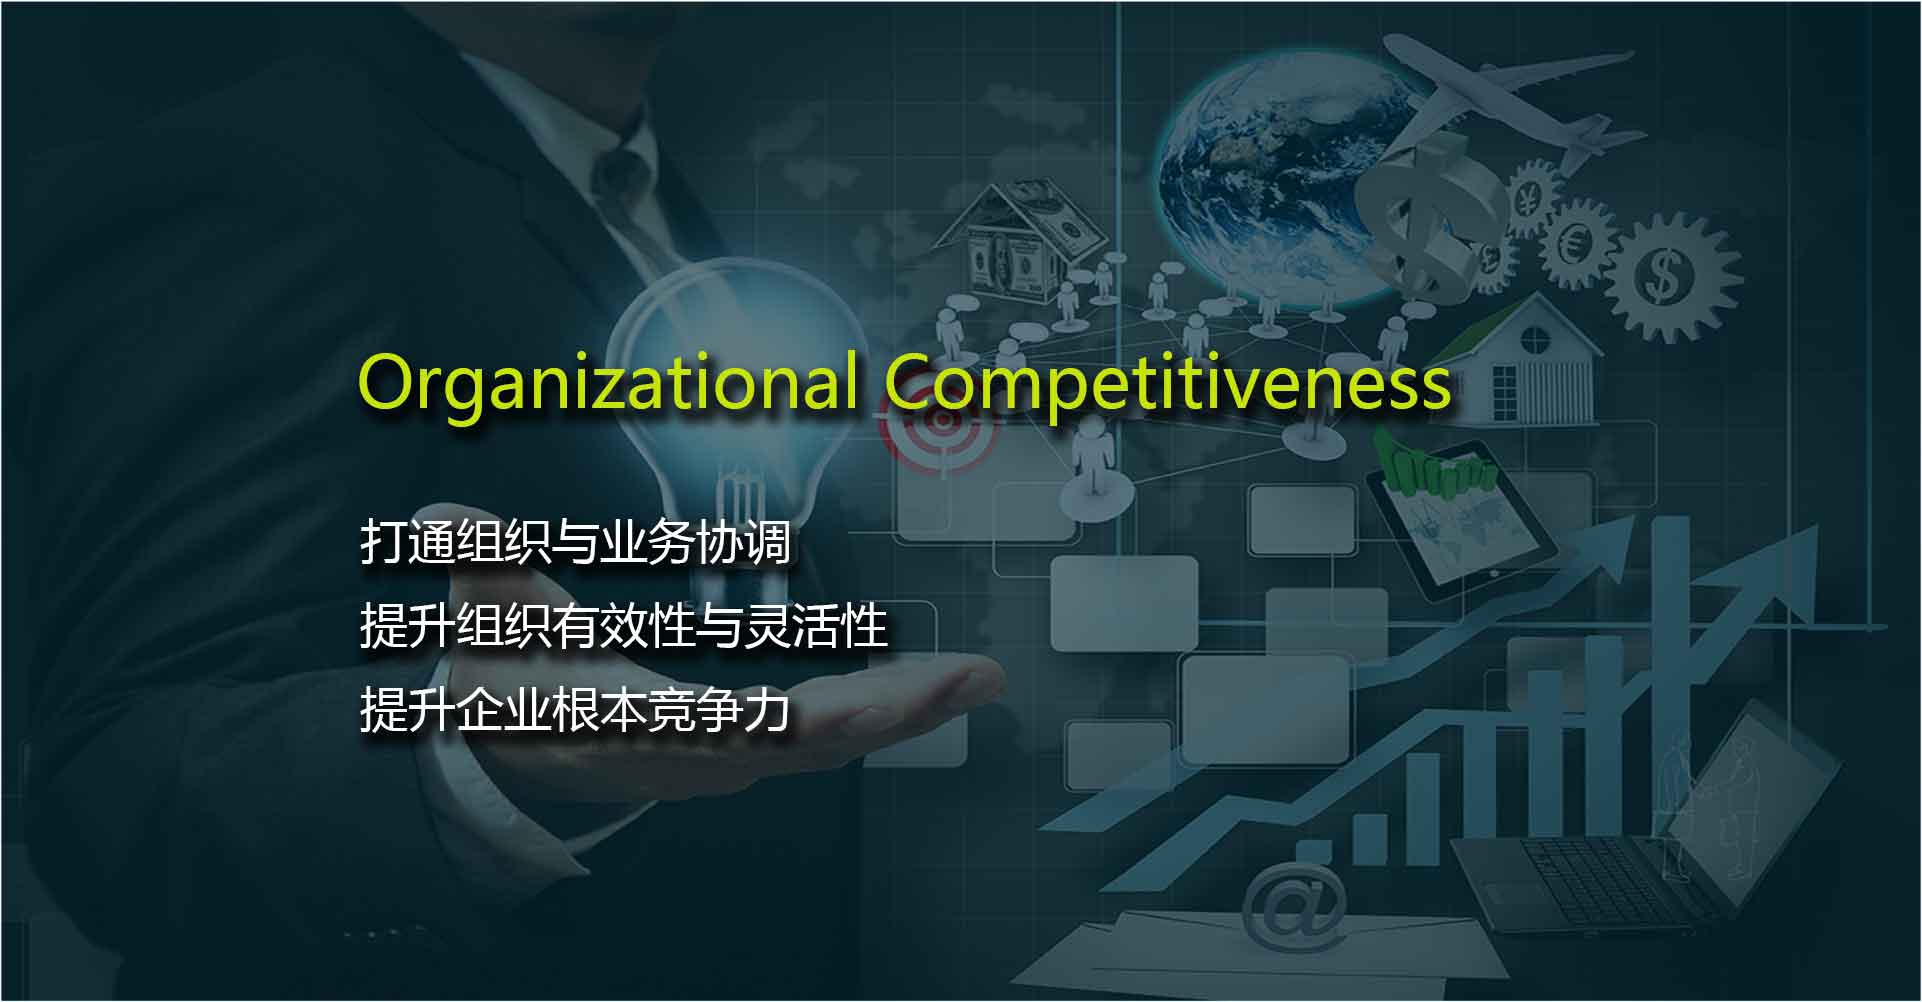 Organizational Competitiveness
打通组织与业务协调
提升组织有效性与灵活性
提升企业根本竞争力
¥
€
£
$
@